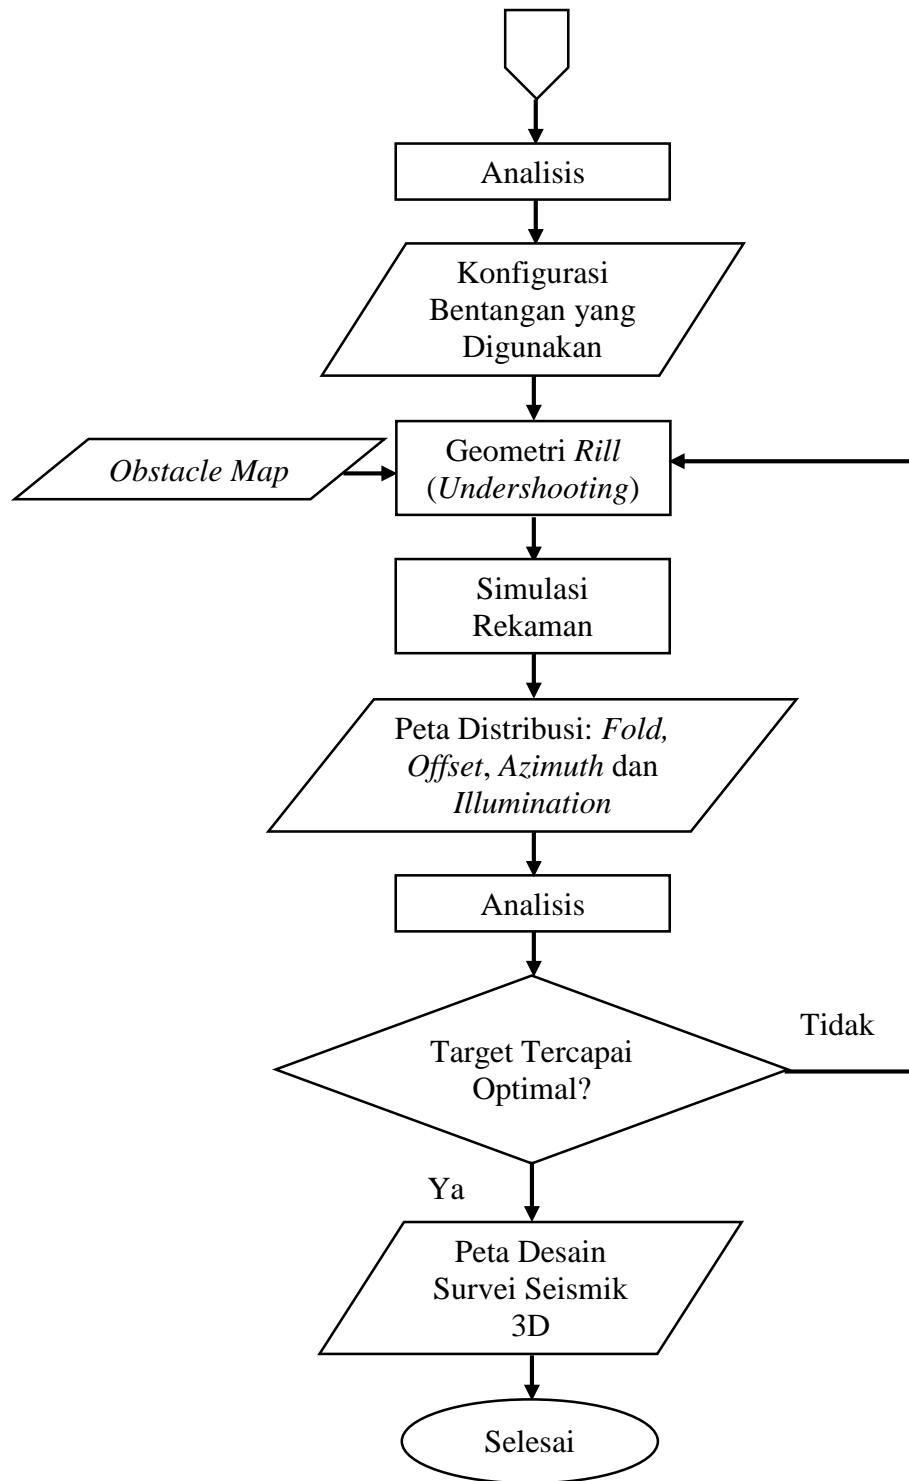 Analisis
Konfigurasi
Bentangan yang
Digunakan
Obstacle Map
Geometri Rill
(Undershooting)
Simulasi
Rekaman
Peta Distribusi: Fold,
Offset, Azimuth dan
Illumination
Analisis
Target Tercapai
Optimal?
Tidak
Ya
Peta Desain
Survei Seismik
3D
Selesai